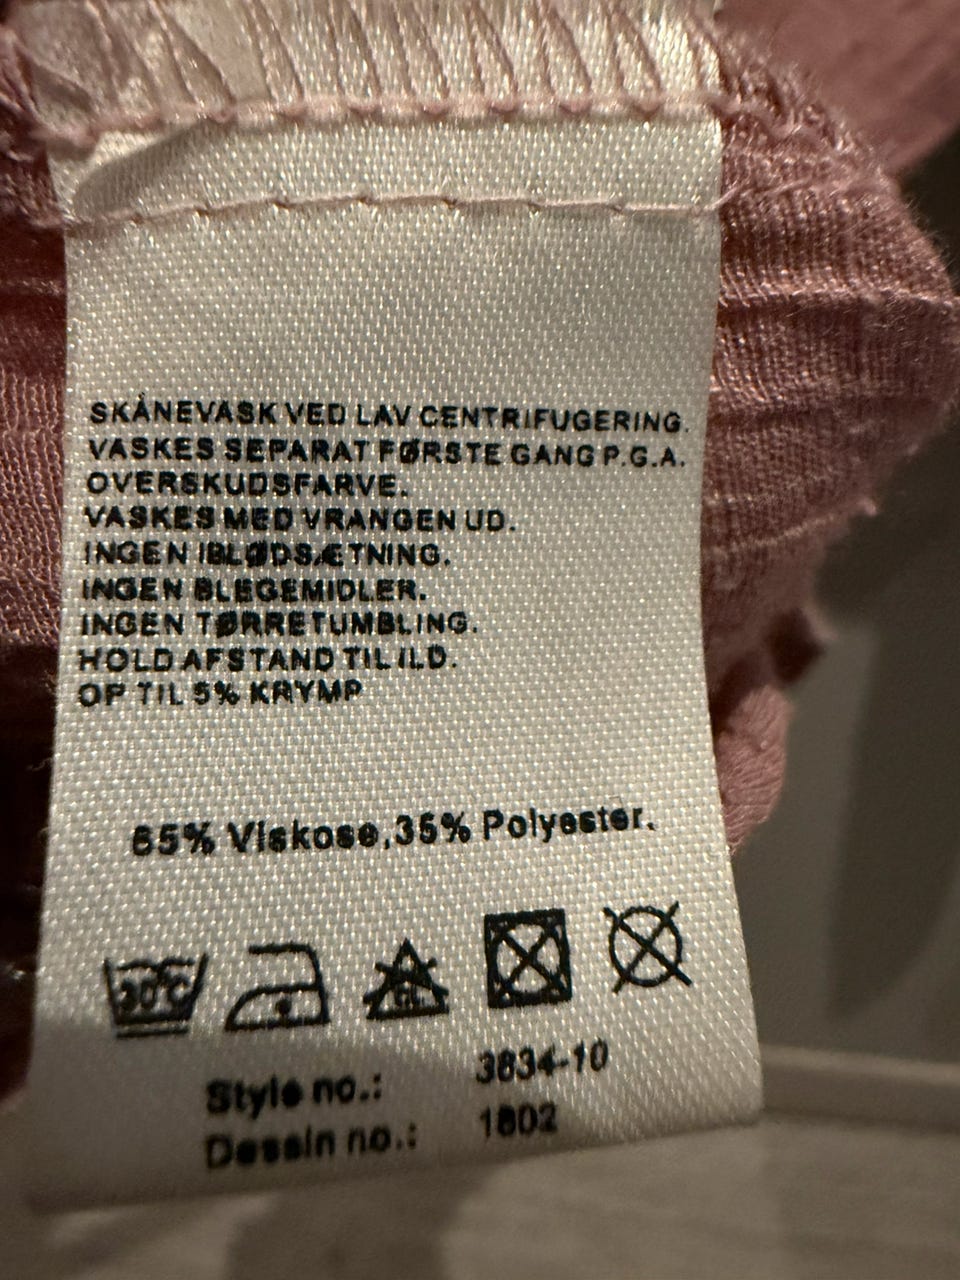 SKÅNEVASK VED LAV CENTRIFUGERING.
VASKES SEPARAT FØRSTE GANG P.G.A.
OVERSKUDSFARVE.
VASKES MED VRANGEN UD.
INGEN IBLØDSÆTNING.
INGEN BLEGEMIDLER.
INGEN TØRRETUMBLING.
HOLD AFSTAND TIL ILD.
OP TIL 5% KRYMP
65% Viskose,35% Polyester.
30°C CL
Style no.: 3834-10
Dessin no.: 1802